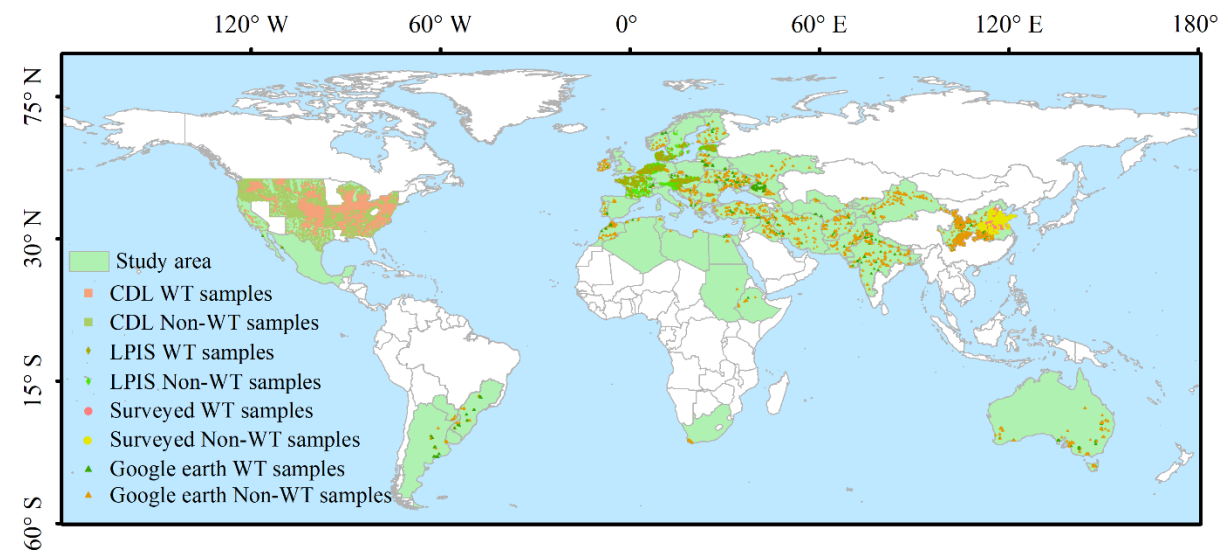 120° W 60° W 0° 60° E 120° E 180°
75° N
30° N
15° S
60° S
Study area
CDL WT samples
CDL Non-WT samples
LPIS WT samples
LPIS Non-WT samples
Surveyed WT samples
Surveyed Non-WT samples
Google earth WT samples
Google earth Non-WT samples